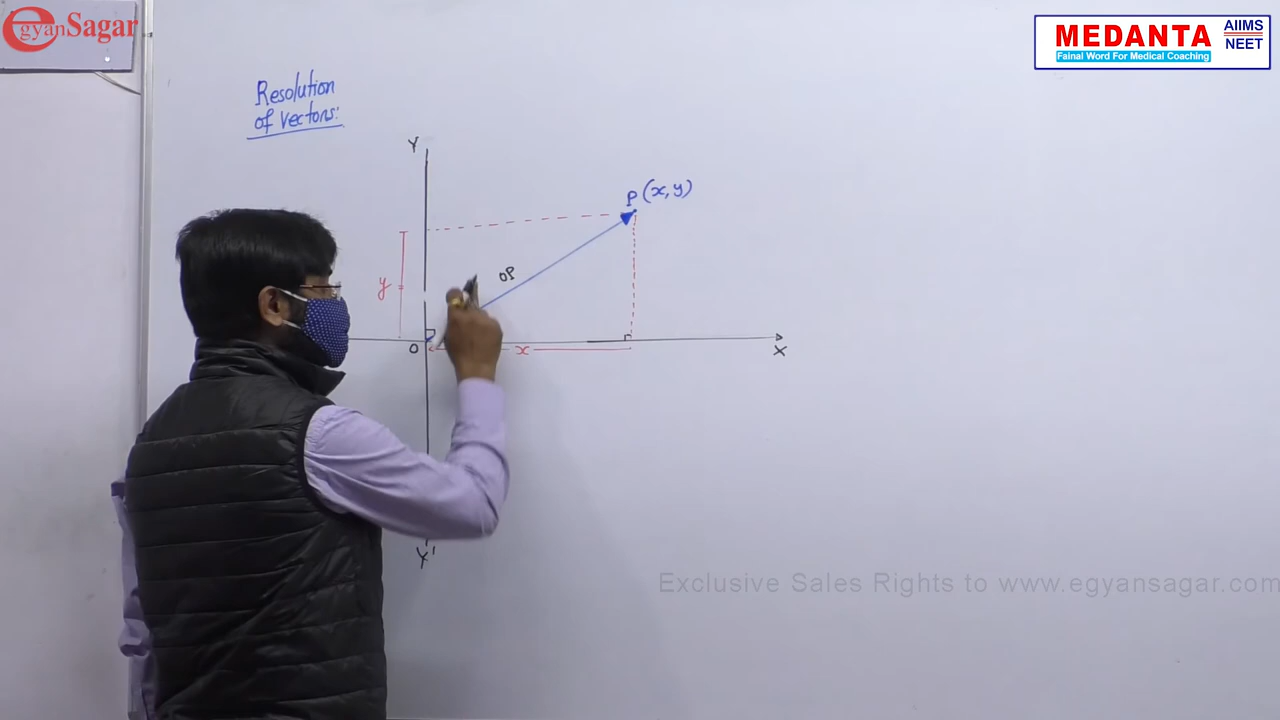 egyanSagar
MEDANTA
AIIMS
NEET
Fainal Word For Medical Coaching
Resolution
of vectors:
Y
P (x, y)
OP
y
O
x
X
Y'
Exclusive Sales Rights to www.egyansagar.com